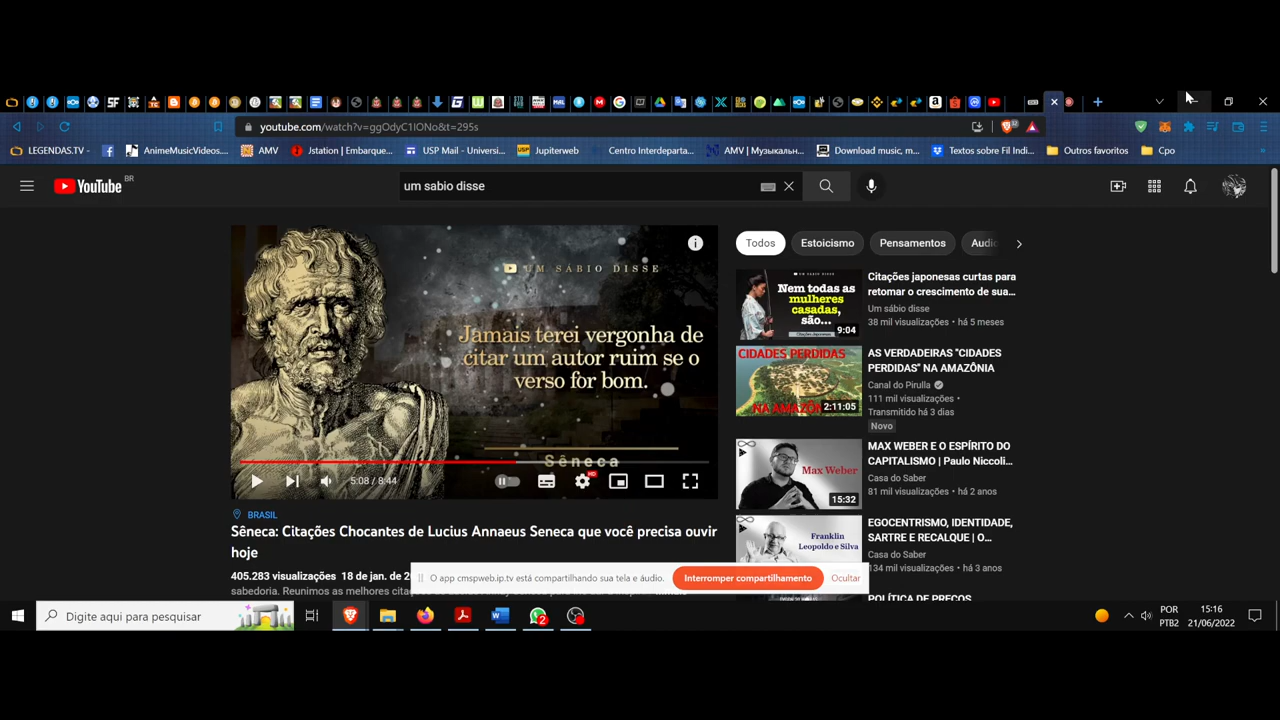 youtube.com/watch?v=ggOdyC1IONo&t=295s
LEGENDAS.TV -
AnimeMusicVideos...
AMV
Jstation | Embarque...
USP Mail - Universi...
Jupiterweb
Centro Interdeparta...
AMV | Музыкальн...
Download music, m...
Textos sobre Fil Indi...
Outros favoritos
Cpo
YouTube BR
um sabio disse
UM SÁBIO DISSE
Jamais terei vergonha de
citar um autor ruim se o
verso for bom.
Sêneca
5:08 / 8:44
HD
BRASIL
Sêneca: Citações Chocantes de Lucius Annaeus Seneca que você precisa ouvir
hoje
405.283 visualizações 18 de jan. de 2
Todos
Estoicismo
Pensamentos
Audio
Nem todas as
mulheres
casadas,
são...
9:04
Citações japonesas curtas para
retomar o crescimento de sua...
Um sábio disse
38 mil visualizações • há 5 meses
CIDADES PERDIDAS
NA AMAZÔN
2:11:05
AS VERDADEIRAS "CIDADES
PERDIDAS" NA AMAZÔNIA
Canal do Pirulla
111 mil visualizações •
Transmitido há 3 dias
Novo
Max Weber
15:32
MAX WEBER E O ESPÍRITO DO
CAPITALISMO | Paulo Niccoli...
Casa do Saber
81 mil visualizações • há 2 anos
Franklin
Leopoldo e Silva
EGOCENTRISMO, IDENTIDADE,
SARTRE E RECALQUE | O...
Casa do Saber
134 mil visualizações • há 3 anos
POLÍTICA DE PREÇOS
O app cmspweb.ip.tv está compartilhando sua tela e áudio.
Interromper compartilhamento
Ocultar
Digite aqui para pesquisar
2
POR
PTB2
15:16
21/06/2022